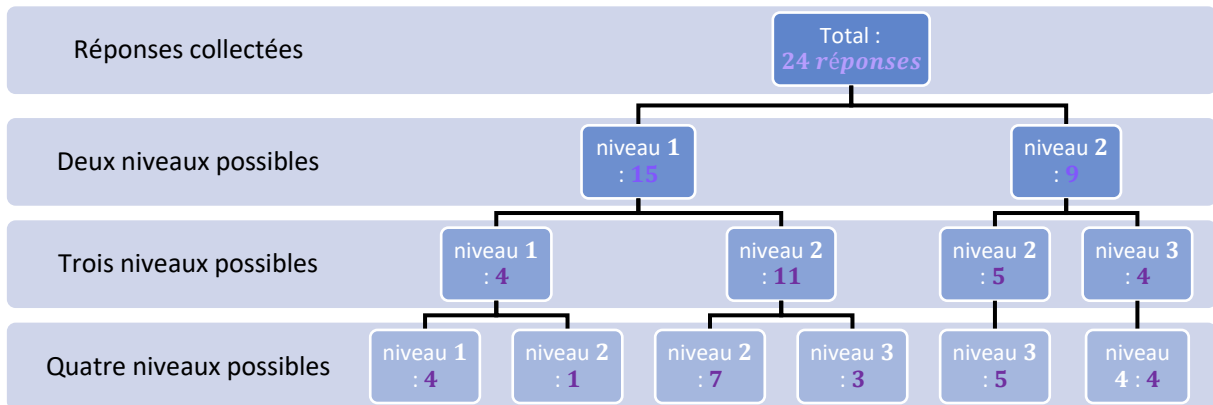 Réponses collectées
Total :
24 réponses
Deux niveaux possibles
niveau 1
: 15
niveau 2
: 9
Trois niveaux possibles
niveau 1
: 4
niveau 2
: 11
niveau 2
: 5
niveau 3
: 4
Quatre niveaux possibles
niveau 1
: 4
niveau 2
: 1
niveau 2
: 7
niveau 3
: 3
niveau 3
: 5
niveau
4 : 4